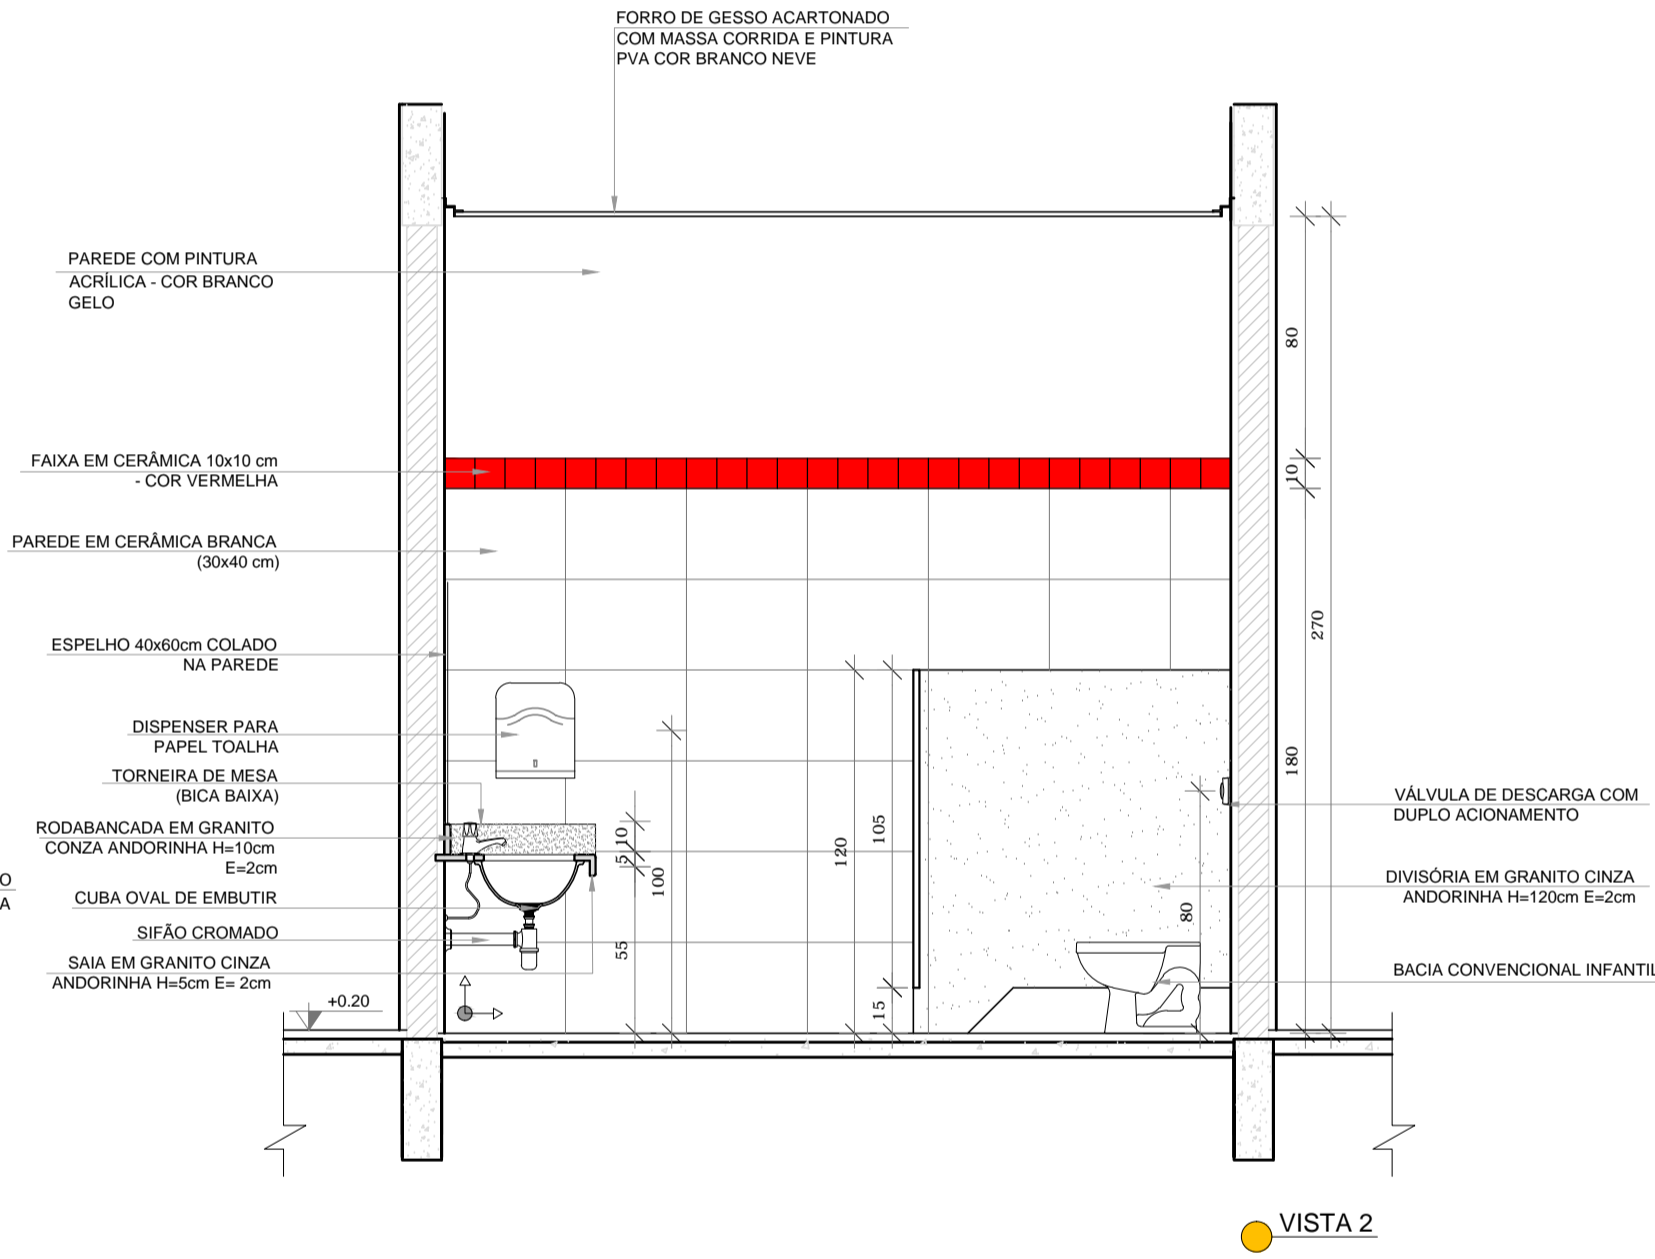 FORRO DE GESSO ACARTONADO
COM MASSA CORRIDA E PINTURA
PVA COR BRANCO NEVE
PAREDE COM PINTURA
ACRÍLICA - COR BRANCO
GELO
FAIXA EM CERÂMICA 10x10 cm
- COR VERMELHA
PAREDE EM CERÂMICA BRANCA
(30x40 cm)
ESPELHO 40x60cm COLADO
NA PAREDE
DISPENSER PARA
PAPEL TOALHA
TORNEIRA DE MESA
(BICA BAIXA)
RODABANCADA EM GRANITO
CONZA ANDORINHA H=10cm
E=2cm
O
A
CUBA OVAL DE EMBUTIR
SIFÃO CROMADO
SAIA EM GRANITO CINZA
ANDORINHA H=5cm E= 2cm
+0.20
10
5
55
100
120
105
15
80
80
10
180
270
VÁLVULA DE DESCARGA COM
DUPLO ACIONAMENTO
DIVISÓRIA EM GRANITO CINZA
ANDORINHA H=120cm E=2cm
BACIA CONVENCIONAL INFANTIL
VISTA 2